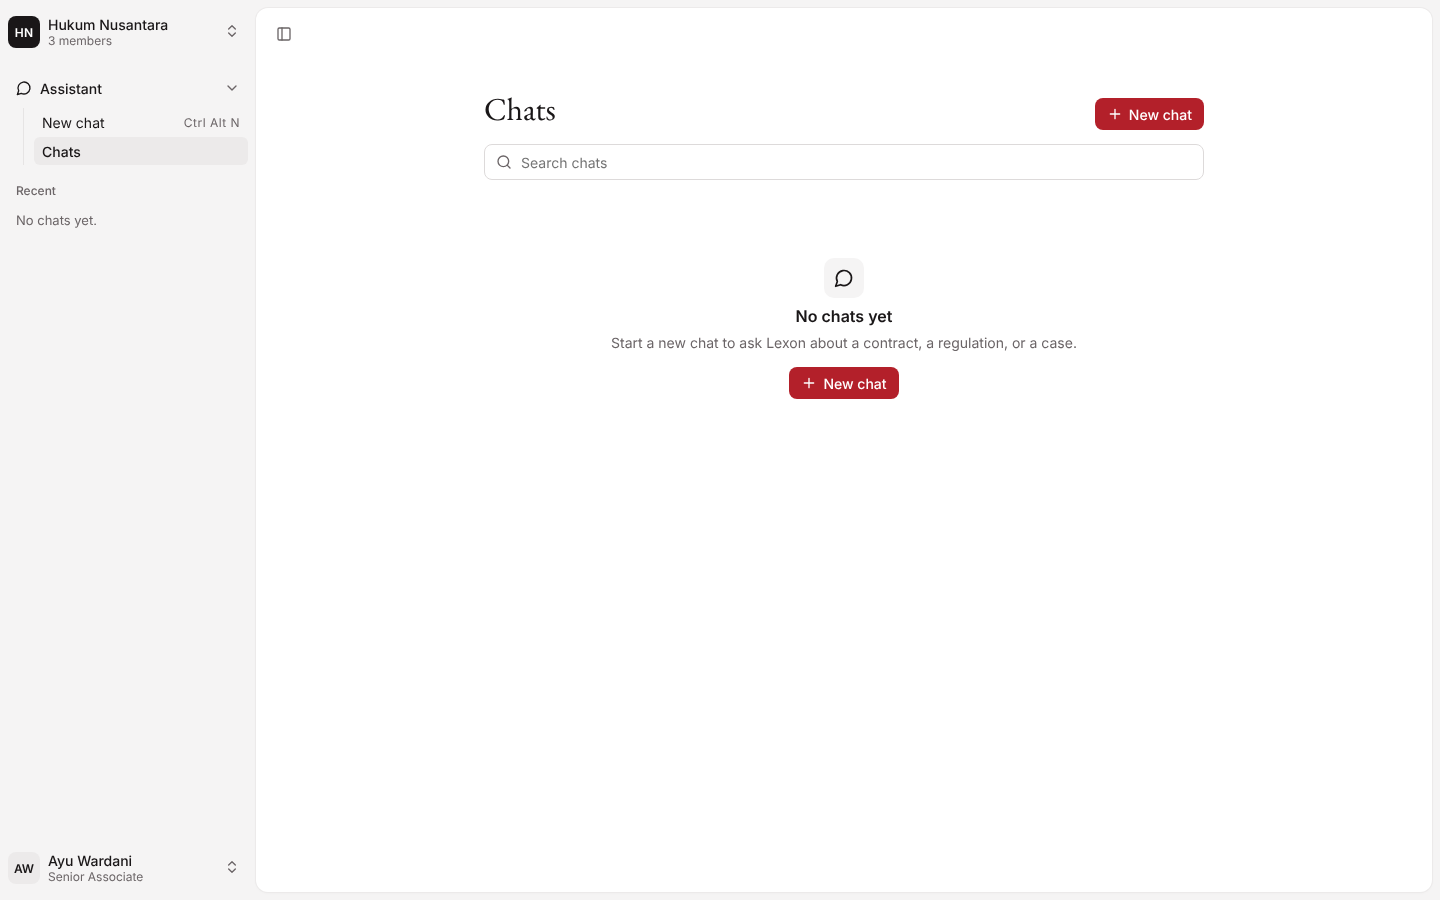 HN
Hukum Nusantara
3 members
Assistant
New chat Ctrl Alt N
Chats
Recent
No chats yet.
AW
Ayu Wardani
Senior Associate
Chats
New chat
Search chats
No chats yet
Start a new chat to ask Lexon about a contract, a regulation, or a case.
New chat